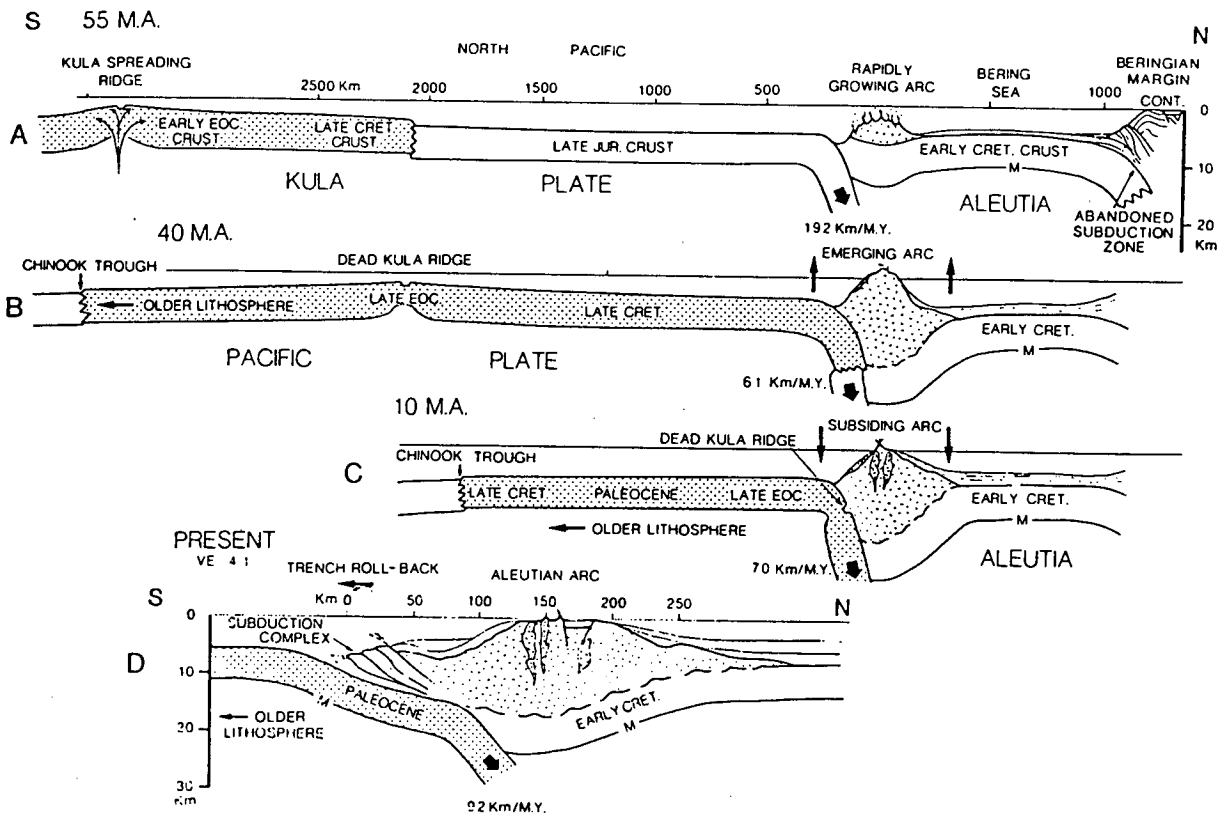 S 55 M.A. N
NORTH PACIFIC
KULA SPREADING RIDGE
RAPIDLY GROWING ARC
BERING SEA
BERINGIAN MARGIN CONT.
2500 Km 2000 1500 1000 500 1000
0
10
20
Km
A
EARLY EOC CRUST
LATE CRET. CRUST
LATE JUR. CRUST
EARLY CRET. CRUST
M
KULA PLATE ALEUTIA
192 Km/M.Y.
ABANDONED SUBDUCTION ZONE
40 M.A.
CHINOOK TROUGH
DEAD KULA RIDGE
EMERGING ARC
B
OLDER LITHOSPHERE
LATE EOC.
LATE CRET.
EARLY CRET.
M
PACIFIC PLATE
61 Km/M.Y.
10 M.A.
DEAD KULA RIDGE
SUBSIDING ARC
C
CHINOOK TROUGH
LATE CRET. PALEOCENE LATE EOC.
EARLY CRET.
M
OLDER LITHOSPHERE
70 Km/M.Y.
ALEUTIA
PRESENT
VE 4:1
TRENCH ROLL-BACK
ALEUTIAN ARC
S N
Km 0 50 100 150 200 250
0
10
20
30
Km
SUBDUCTION COMPLEX
D
PALEOCENE
M
EARLY CRET.
M
OLDER LITHOSPHERE
Km/M.Y.